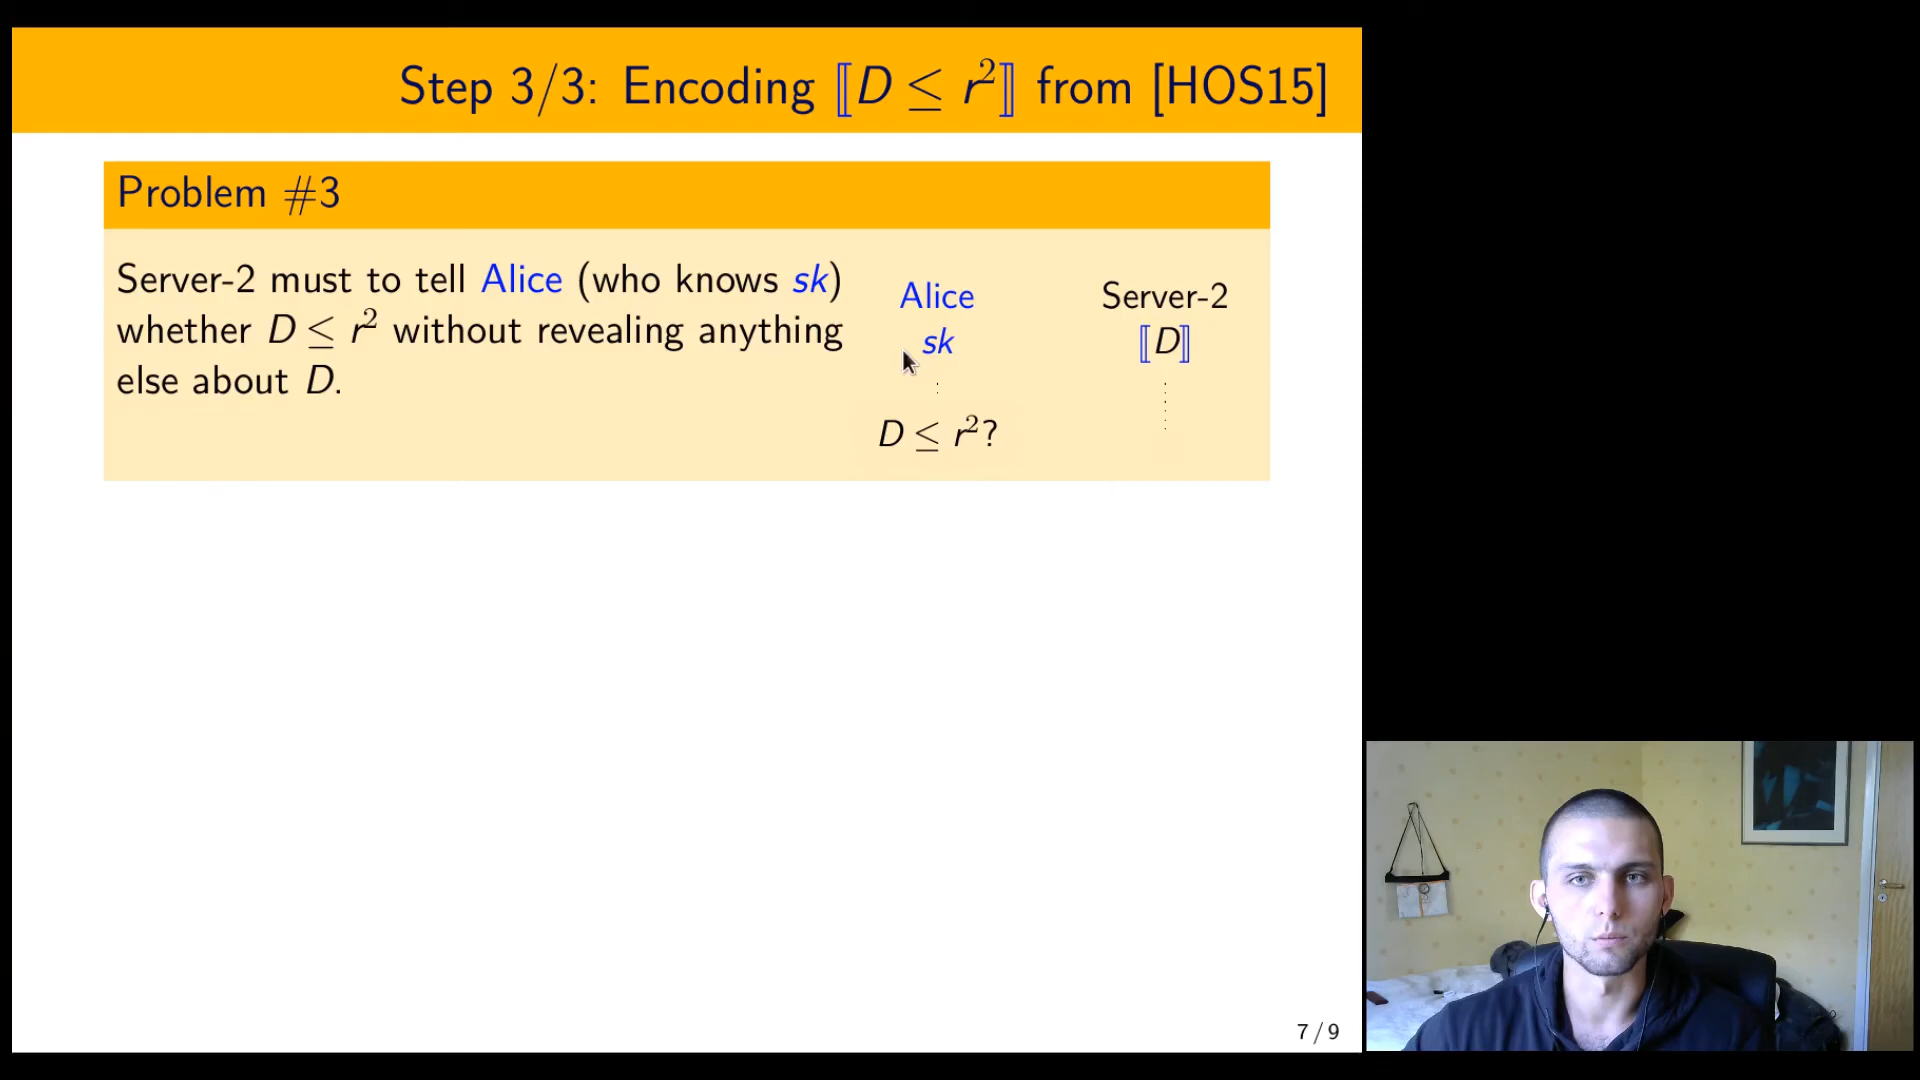 Step 3/3: Encoding ⟦D ≤ r²⟧ from [HOS15]
Problem #3
Server-2 must to tell Alice (who knows sk)
whether D ≤ r² without revealing anything
else about D.
Alice Server-2
sk ⟦D⟧
D ≤ r²?
7 / 9